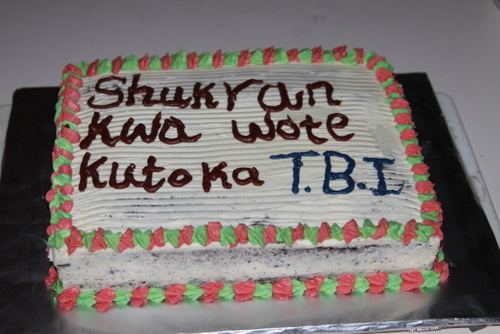 Shukran
Kwa wote
Kutoka T.B.I